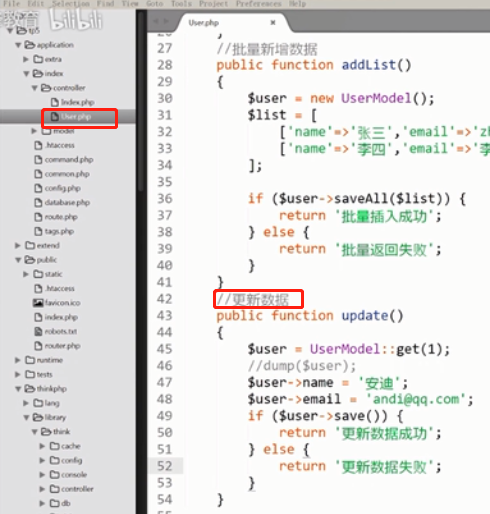 File Edit Selection Find View Goto Tools Project Preferences Help
教育 bilibili
tp5
application
extra
index
controller
Index.php
User.php
model
.htaccess
command.php
common.php
config.php
database.php
route.php
tags.php
extend
public
static
.htaccess
favicon.ico
index.php
robots.txt
router.php
runtime
tests
thinkphp
lang
library
think
cache
config
console
controller
db
User.php
26 }
27 //批量新增数据
28 public function addList()
29 {
30 $user = new UserModel();
31 $list = [
32 ['name'=>'张三','email'=>'zh
33 ['name'=>'李四','email'=>'李
34 ];
35
36 if ($user->saveAll($list)) {
37 return '批量插入成功';
38 } else {
39 return '批量返回失败';
40 }
41 }
42 //更新数据
43 public function update()
44 {
45 $user = UserModel::get(1);
46 //dump($user);
47 $user->name = '安迪';
48 $user->email = 'andi@qq.com';
49 if ($user->save()) {
50 return '更新数据成功';
51 } else {
52 return '更新数据失败';
53 }
54 }